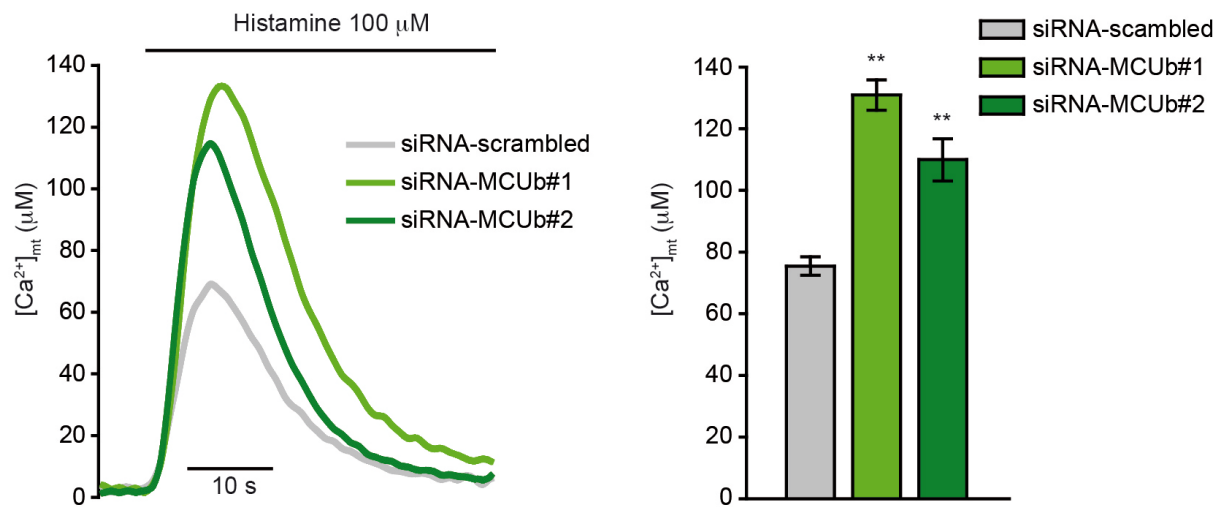 Histamine 100 μM
140
120
100
80
60
40
20
0
[Ca²⁺]mt (μM)
siRNA-scrambled
siRNA-MCUb#1
siRNA-MCUb#2
10 s
siRNA-scambled
siRNA-MCUb#1
siRNA-MCUb#2
140
120
100
80
60
40
20
0
[Ca²⁺]mt (μM)
**
**